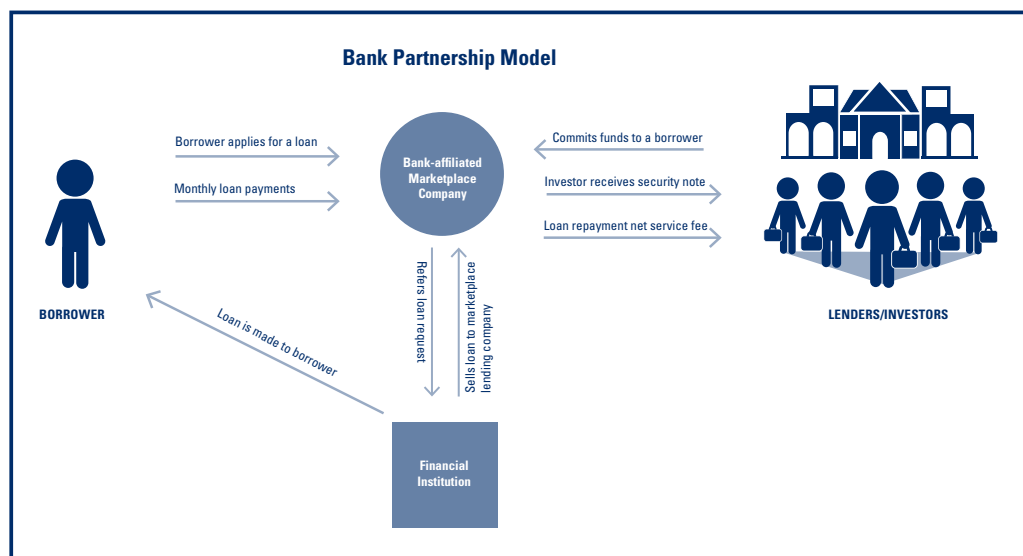 Bank Partnership Model
Borrower applies for a loan
Monthly loan payments
Bank-affiliated
Marketplace
Company
Commits funds to a borrower
Investor receives security note
Loan repayment net service fee
BORROWER
LENDERS/INVESTORS
Loan is made to borrower
Refers loan request
Sells loan to marketplace
lending company
Financial
Institution